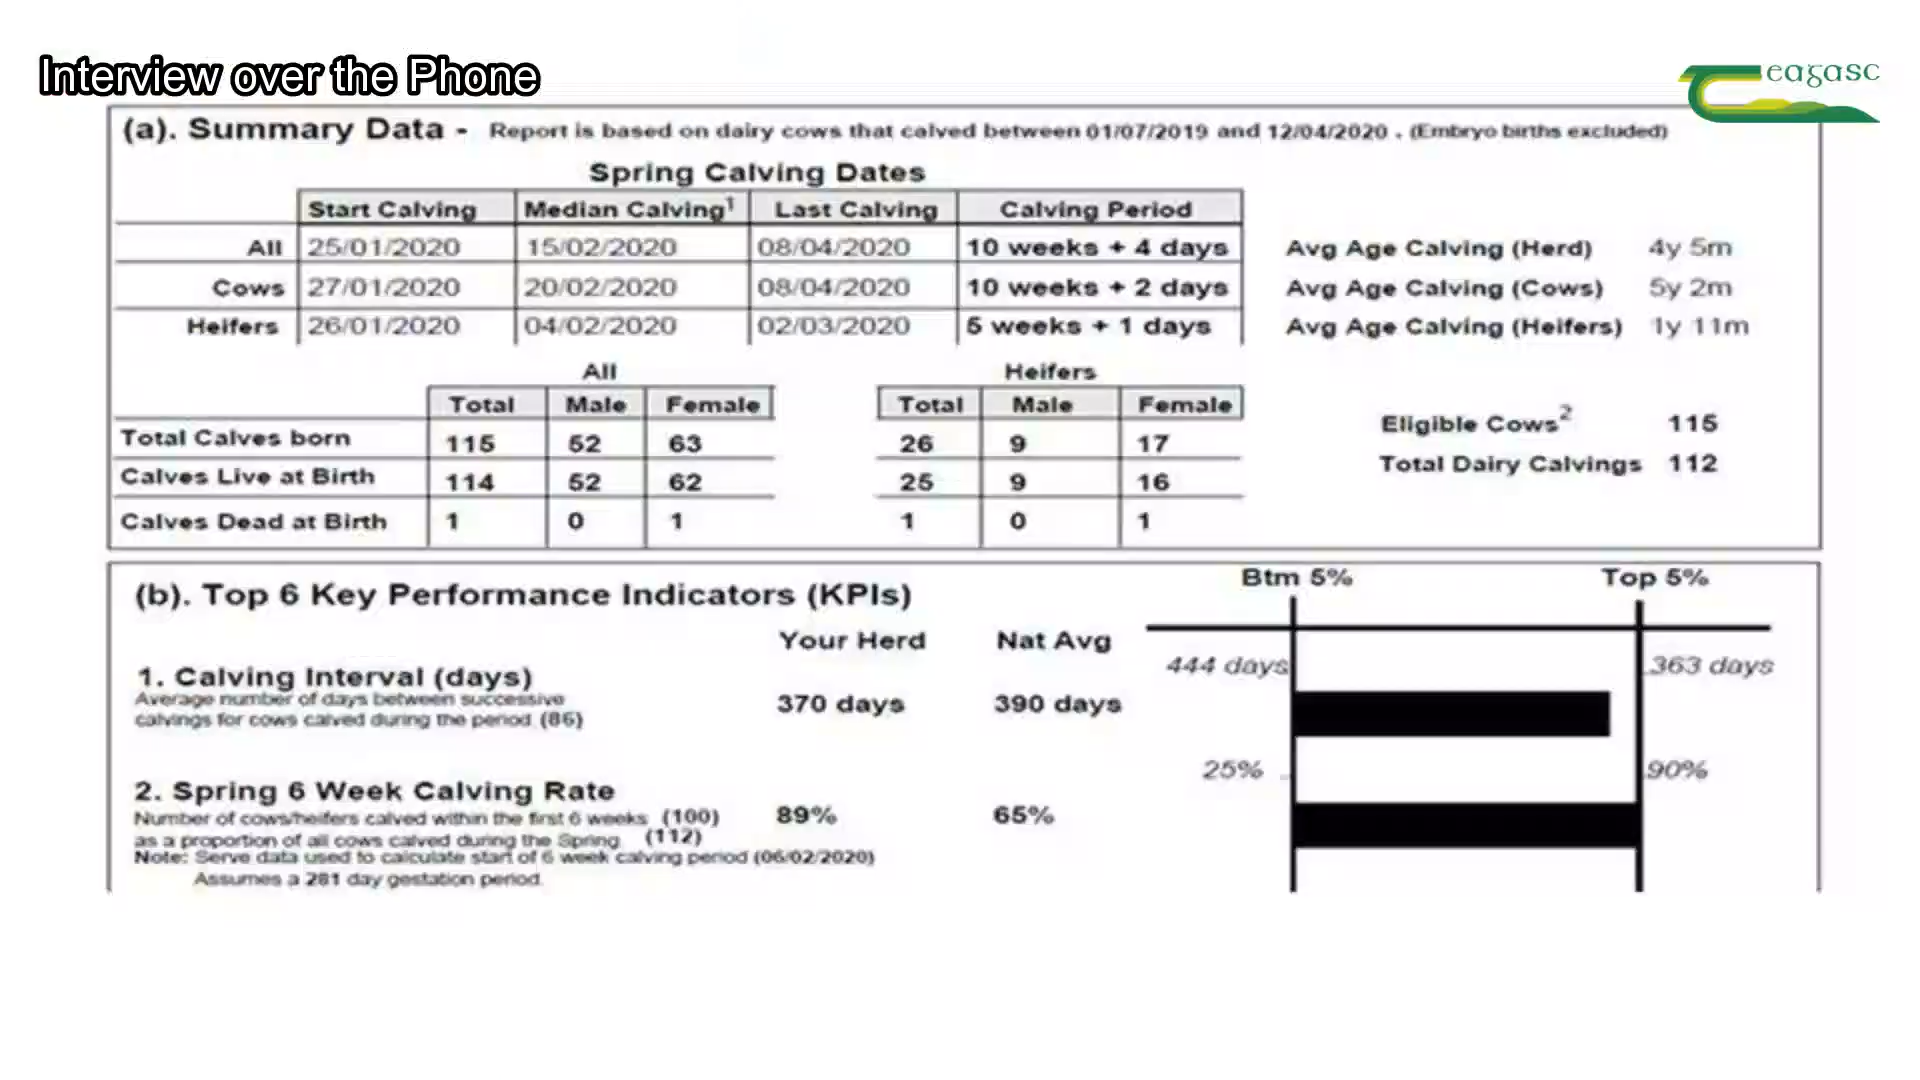 Interview over the Phone
eagasc
(a). Summary Data - Report is based on dairy cows that calved between 01/07/2019 and 12/04/2020 . (Embryo births excluded)
Spring Calving Dates
Start Calving Median Calving1 Last Calving Calving Period
All 25/01/2020 15/02/2020 08/04/2020 10 weeks + 4 days Avg Age Calving (Herd) 4y 5m
Cows 27/01/2020 20/02/2020 08/04/2020 10 weeks + 2 days Avg Age Calving (Cows) 5y 2m
Heifers 26/01/2020 04/02/2020 02/03/2020 5 weeks + 1 days Avg Age Calving (Heifers) 1y 11m
All Heifers
Total Male Female Total Male Female
Eligible Cows2 115
Total Calves born 115 52 63 26 9 17
Total Dairy Calvings 112
Calves Live at Birth 114 52 62 25 9 16
Calves Dead at Birth 1 0 1 1 0 1
(b). Top 6 Key Performance Indicators (KPIs)
Btm 5% Top 5%
Your Herd Nat Avg
444 days 363 days
1. Calving Interval (days)
Average number of days between successive
calvings for cows calved during the period (86)
370 days 390 days
25% 90%
2. Spring 6 Week Calving Rate
Number of cows/heifers calved within the first 6 weeks (100) 89% 65%
as a proportion of all cows calved during the Spring (112)
Note: Serve data used to calculate start of 6 week calving period (06/02/2020)
Assumes a 281 day gestation period.